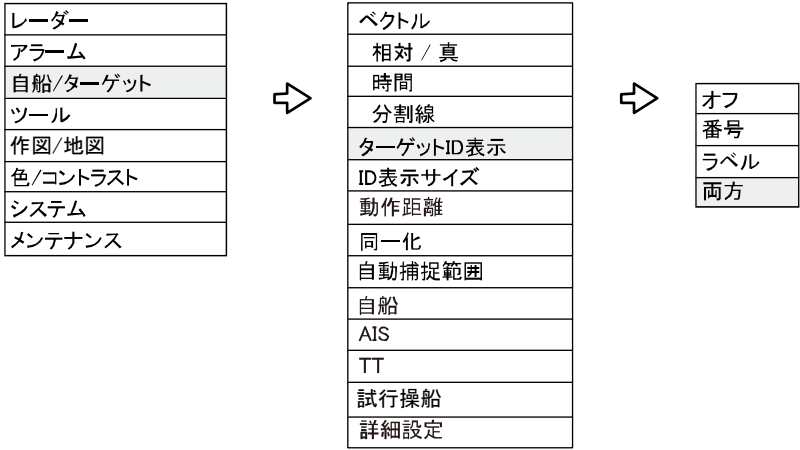 レーダー
アラーム
自船/ターゲット
ツール
作図/地図
色/コントラスト
システム
メンテナンス
ベクトル
相対 / 真
時間
分割線
ターゲットID表示
ID表示サイズ
動作距離
同一化
自動捕捉範囲
自船
AIS
TT
試行操船
詳細設定
オフ
番号
ラベル
両方